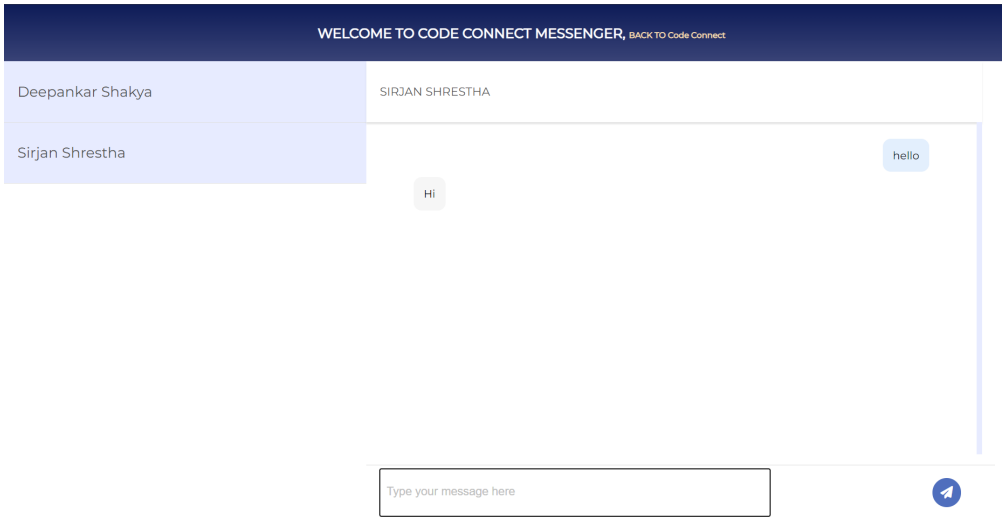 WELCOME TO CODE CONNECT MESSENGER, BACK TO Code Connect
Deepankar Shakya
Sirjan Shrestha
SIRJAN SHRESTHA
hello
Hi
Type your message here